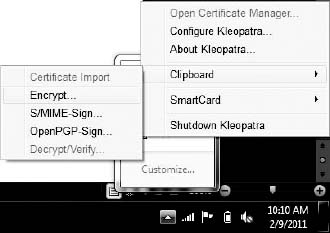 Open Certificate Manager...
Configure Kleopatra...
About Kleopatra...
Clipboard
SmartCard
Shutdown Kleopatra
Certificate Import
Encrypt...
S/MIME-Sign...
OpenPGP-Sign...
Decrypt/Verify...
Customize...
10:10 AM
2/9/2011